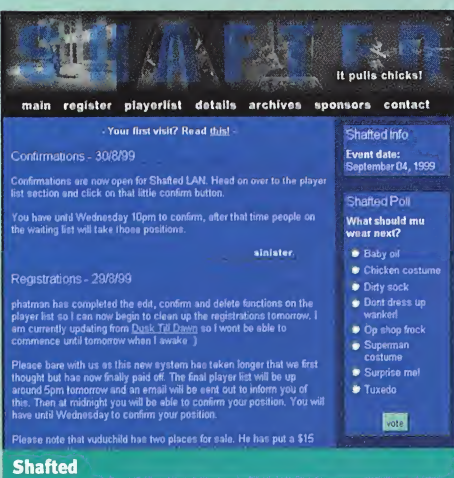 SHAFTED
It pulls chicks!
main register playerlist details archives sponsors contact
- Your first visit? Read this! -
Confirmations - 30/8/99
Confirmations are now open for Shafted LAN. Head on over to the player
list section and click on that little confirm button.
You have until Wednesday 10pm to confirm, after that time people on
the waiting list will take those positions.
sinister
Registrations - 29/8/99
phatman has completed the edit, confirm and delete functions on the
player list so I can now begin to clean up the registrations tomorrow. I
am currently updating from Dusk Till Dawn so I wont be able to
commence until tomorrow when I awake :)
Please bare with us as this new system has taken longer that we first
thought but has now finally paid off. The final player list will be up
around 5pm tomorrow and an email will be sent out to inform you of
this. Then at midnight you will be able to confirm your position. You will
have until Wednesday to confirm your position.
Please note that vuduchild has two places for sale. He has put a $15
Shafted Info
Event date:
September 04, 1999
Shafted Poll
What should mu
wear next?
Baby oil
Chicken costume
Dirty sock
Dont dress up
wanker!
Op shop frock
Superman
costume
Surprise me!
Tuxedo
vote
Shafted